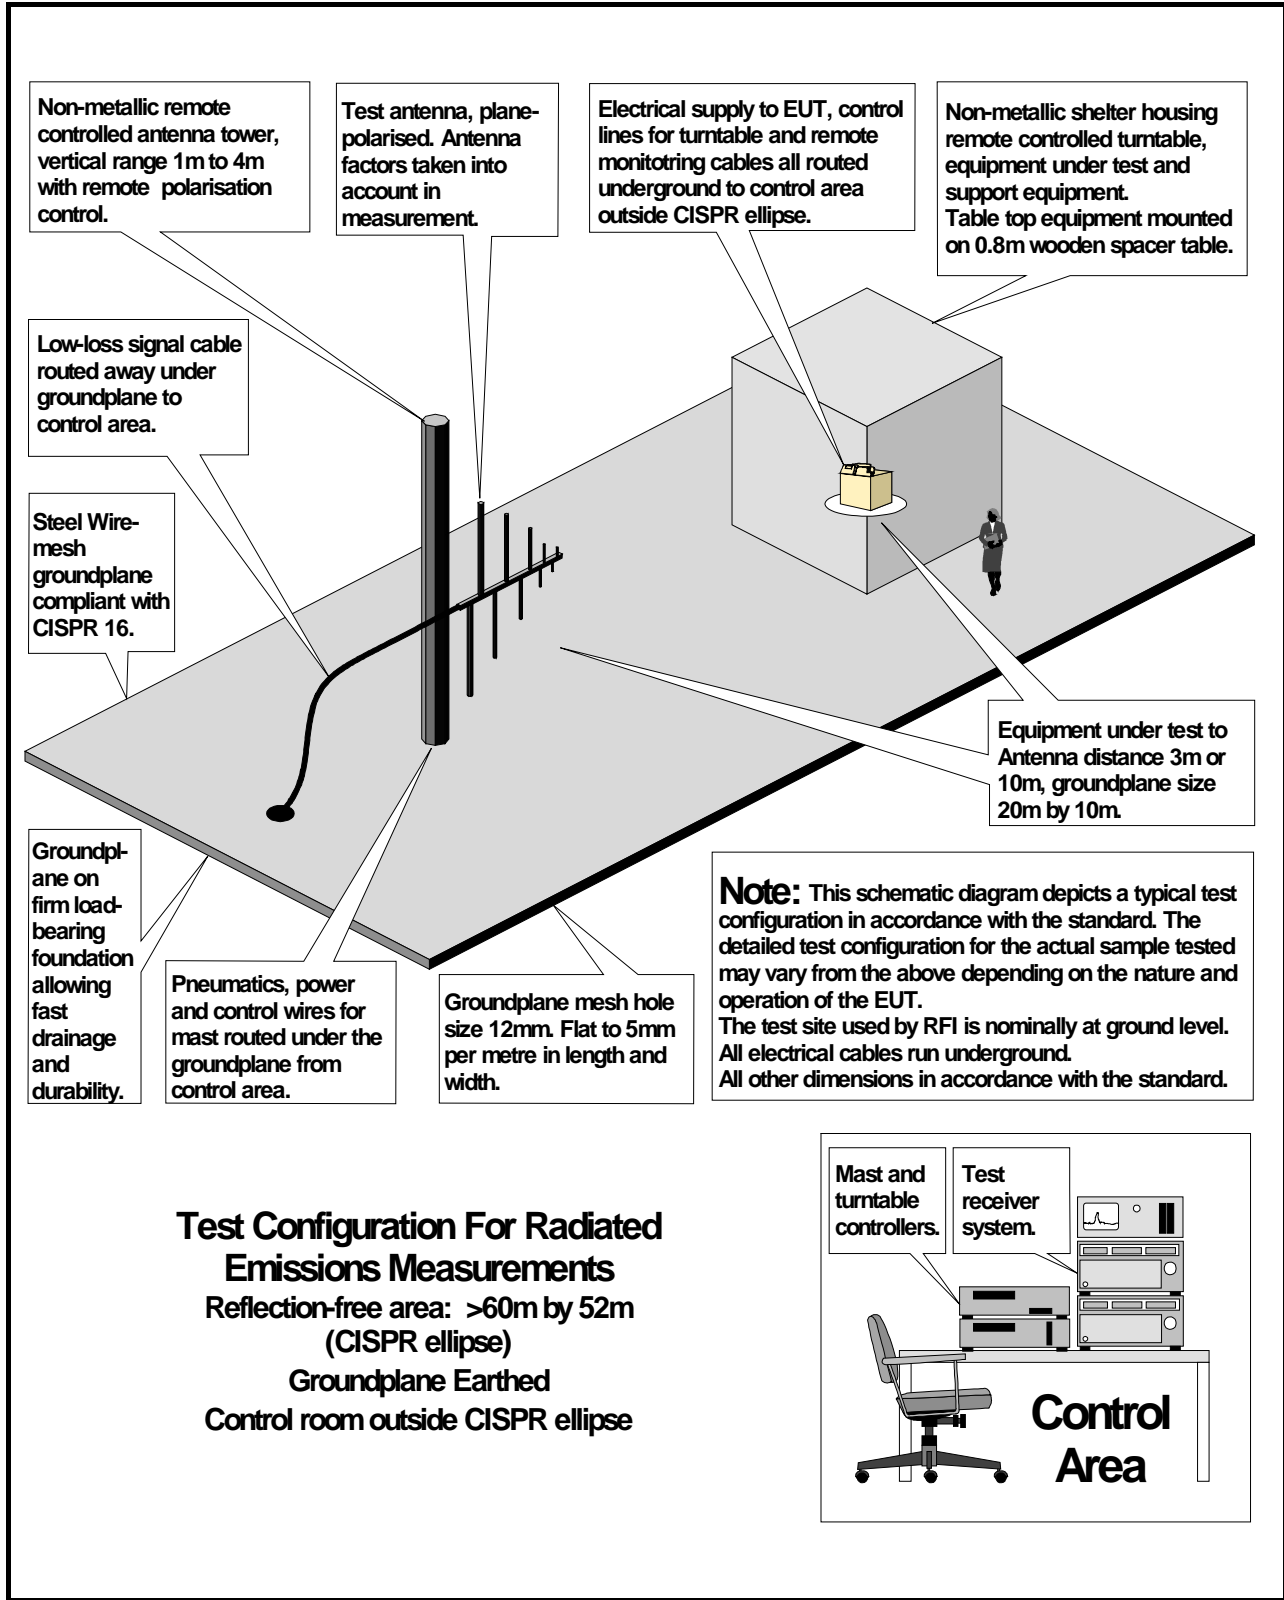 Non-metallic remote
controlled antenna tower,
vertical range 1m to 4m
with remote polarisation
control.
Test antenna, plane-
polarised. Antenna
factors taken into
account in
measurement.
Electrical supply to EUT, control
lines for turntable and remote
monitotring cables all routed
underground to control area
outside CISPR ellipse.
Non-metallic shelter housing
remote controlled turntable,
equipment under test and
support equipment.
Table top equipment mounted
on 0.8m wooden spacer table.
Low-loss signal cable
routed away under
groundplane to
control area.
Steel Wire-
mesh
groundplane
compliant with
CISPR 16.
Equipment under test to
Antenna distance 3m or
10m, groundplane size
20m by 10m.
Groundpl-
ane on
firm load-
bearing
foundation
allowing
fast
drainage
and
durability.
Pneumatics, power
and control wires for
mast routed under the
groundplane from
control area.
Groundplane mesh hole
size 12mm. Flat to 5mm
per metre in length and
width.
Note: This schematic diagram depicts a typical test
configuration in accordance with the standard. The
detailed test configuration for the actual sample tested
may vary from the above depending on the nature and
operation of the EUT.
The test site used by RFI is nominally at ground level.
All electrical cables run underground.
All other dimensions in accordance with the standard.
Test Configuration For Radiated
Emissions Measurements
Reflection-free area: >60m by 52m
(CISPR ellipse)
Groundplane Earthed
Control room outside CISPR ellipse
Mast and
turntable
controllers.
Test
receiver
system.
Control
Area